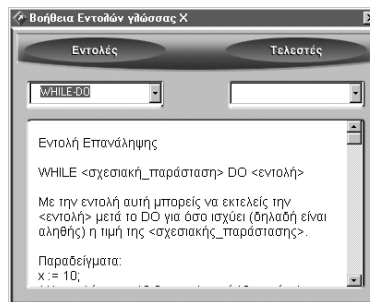 Βοήθεια Εντολών γλώσσας X
Εντολές
Τελεστές
WHILE-DO
Εντολή Επανάληψης
WHILE <σχεσιακή_παράσταση> DO <εντολή>
Με την εντολή αυτή μπορείς να εκτελείς την
<εντολή> μετά το DO για όσο ισχύει (δηλαδή είναι
αληθής) η τιμή της <σχεσιακής_παράστασης>.
Παραδείγματα:
x := 10;